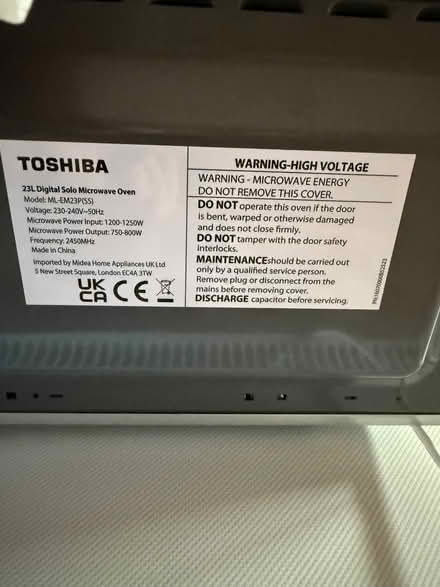 TOSHIBA
23L Digital Solo Microwave Oven
Model: ML-EM23P(SS)
Voltage: 230-240V~50Hz
Microwave Power Input: 1200-1250W
Microwave Power Output: 750-800W
Frequency: 2450MHz
Made in China
Imported by Midea Home Appliances UK Ltd
5 New Street Square, London EC4A 3TW
UK
CA CE
WARNING-HIGH VOLTAGE
WARNING - MICROWAVE ENERGY
DO NOT REMOVE THIS COVER.
DO NOT operate this oven if the door
is bent, warped or otherwise damaged
and does not close firmly.
DO NOT tamper with the door safety
interlocks.
MAINTENANCE should be carried out
only by a qualified service person.
Remove plug or disconnect from the
mains before removing cover.
DISCHARGE capacitor before servicing.